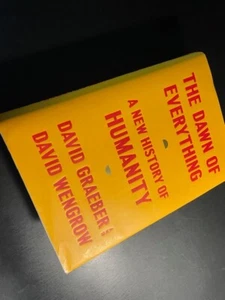 THE DAWN OF
EVERYTHING
A NEW HISTORY OF
HUMANITY
DAVID GRAEBER &
DAVID WENGROW